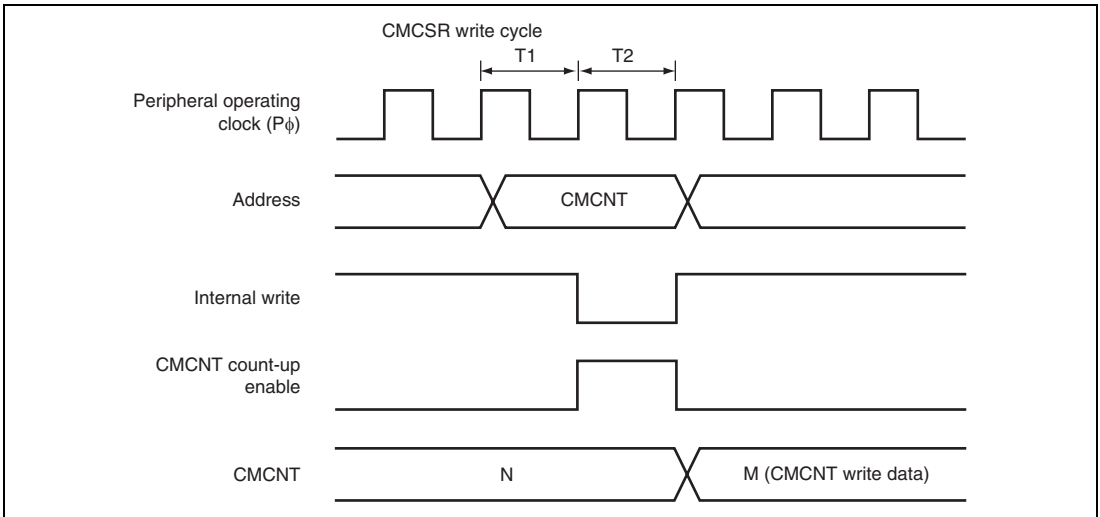 CMCSR write cycle
T1 T2
Peripheral operating
clock (Pϕ)
Address CMCNT
Internal write
CMCNT count-up
enable
CMCNT N M (CMCNT write data)